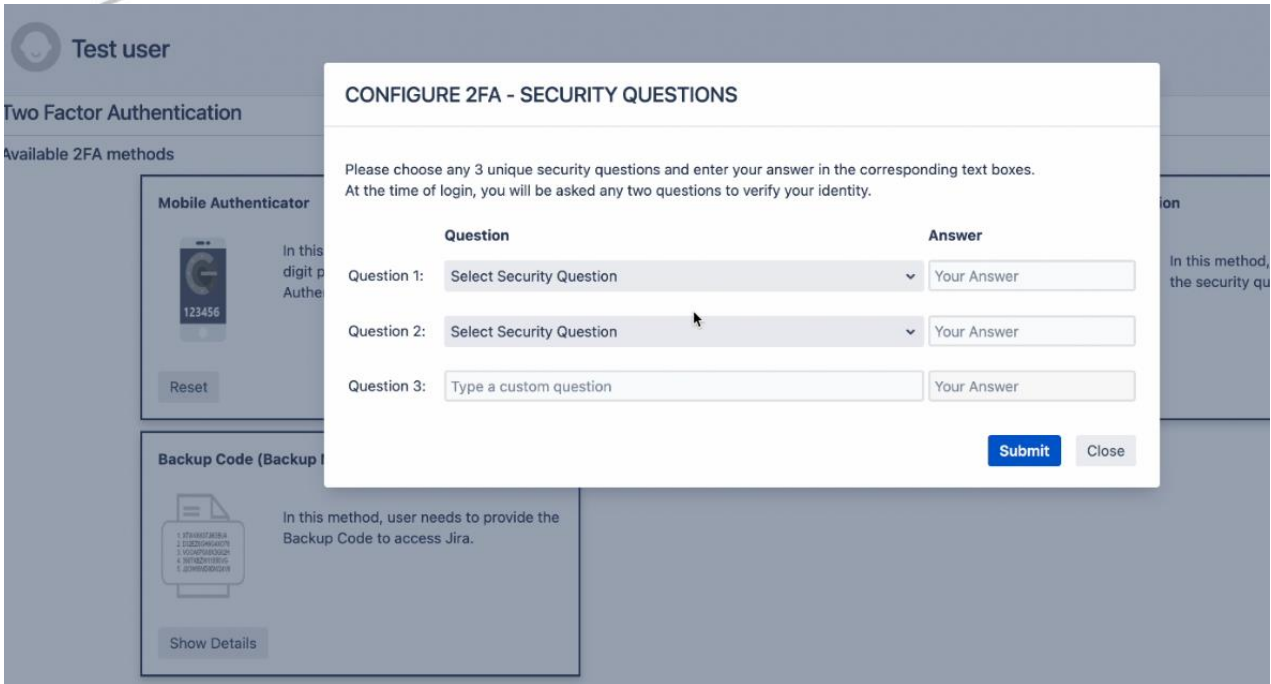 Test user
Two Factor Authentication
Available 2FA methods
CONFIGURE 2FA - SECURITY QUESTIONS
Please choose any 3 unique security questions and enter your answer in the corresponding text boxes.
At the time of login, you will be asked any two questions to verify your identity.
Question Answer
Question 1: Select Security Question Your Answer
Question 2: Select Security Question Your Answer
Question 3: Type a custom question Your Answer
Submit Close
Mobile Authenticator
In this
digit p
Authe
123456
Reset
ion
In this method,
the security qu
Backup Code (Backup
In this method, user needs to provide the
Backup Code to access Jira.
Show Details